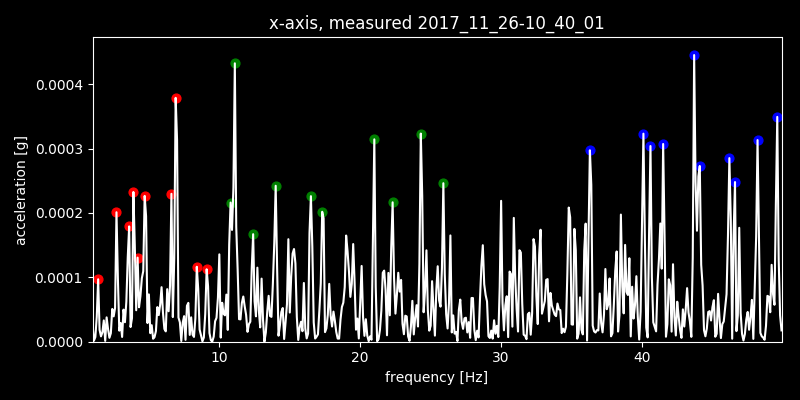 x-axis, measured 2017_11_26-10_40_01
acceleration [g]
0.0004
0.0003
0.0002
0.0001
0.0000
10 20 30 40
frequency [Hz]